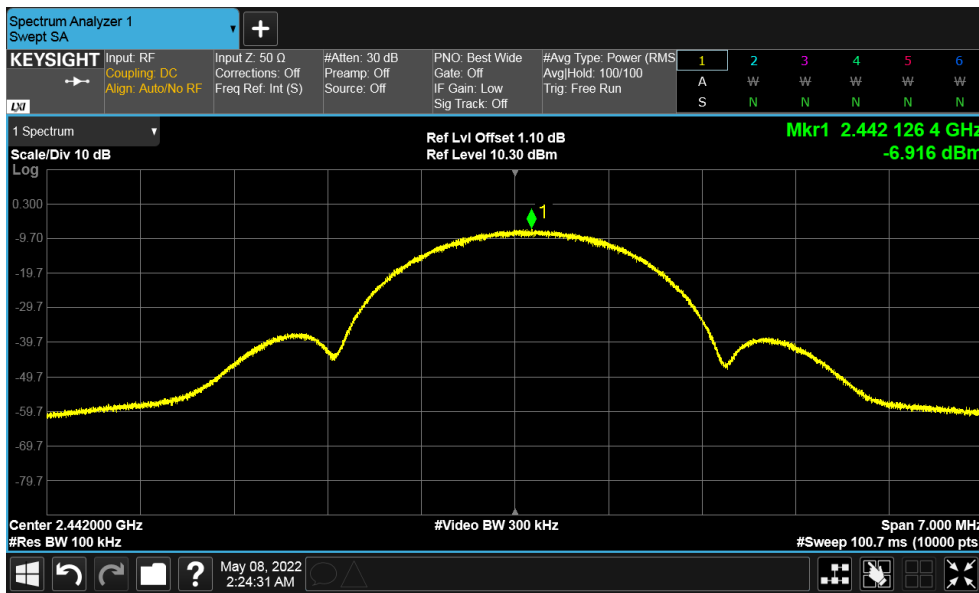 Spectrum Analyzer 1
Swept SA
+
KEYSIGHT
LXI
Input: RF
Coupling: DC
Align: Auto/No RF
Input Z: 50 Ω
Corrections: Off
Freq Ref: Int (S)
#Atten: 30 dB
Preamp: Off
Source: Off
PNO: Best Wide
Gate: Off
IF Gain: Low
Sig Track: Off
#Avg Type: Power (RMS
Avg|Hold: 100/100
Trig: Free Run
1 2 3 4 5 6
A W W W W W
S N N N N N
1 Spectrum
Scale/Div 10 dB
Ref Lvl Offset 1.10 dB
Ref Level 10.30 dBm
Mkr1 2.442 126 4 GHz
-6.916 dBm
Log
0.300
-9.70
-19.7
-29.7
-39.7
-49.7
-59.7
-69.7
-79.7
1
Center 2.442000 GHz
#Res BW 100 kHz
#Video BW 300 kHz
Span 7.000 MHz
#Sweep 100.7 ms (10000 pts
?
May 08, 2022
2:24:31 AM